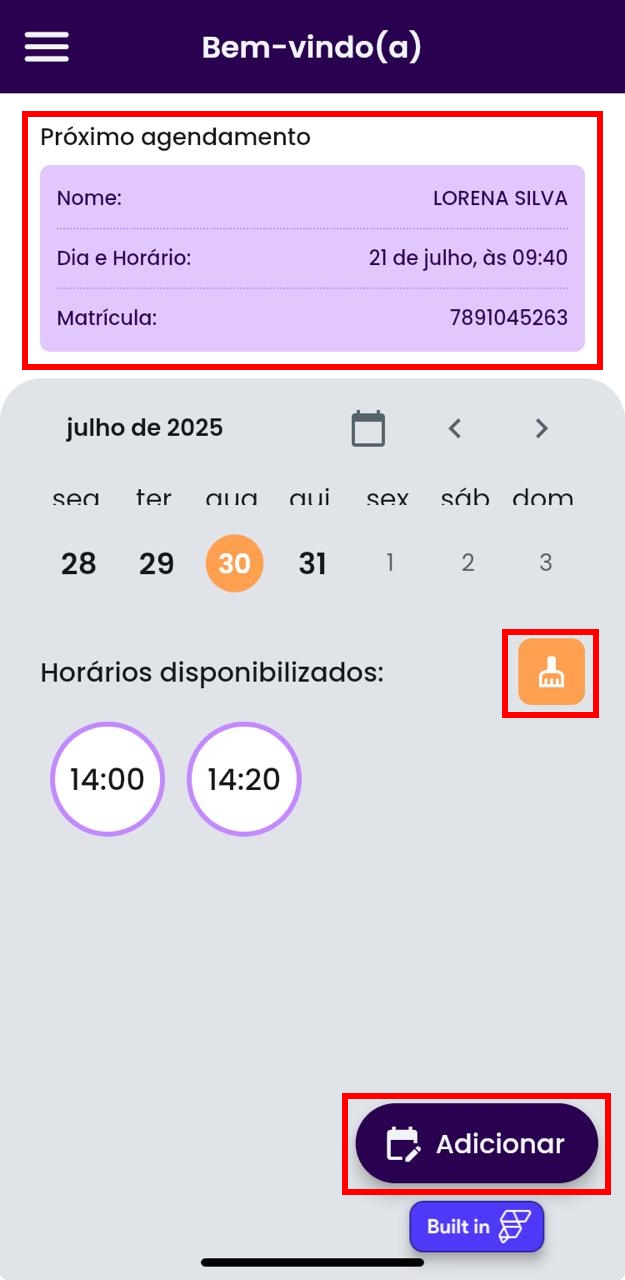 Bem-vindo(a)
Próximo agendamento
Nome: LORENA SILVA
Dia e Horário: 21 de julho, às 09:40
Matrícula: 7891045263
julho de 2025
seg ter qua qui sex sáb dom
28 29 30 31 1 2 3
Horários disponibilizados:
14:00 14:20
Adicionar
Built in